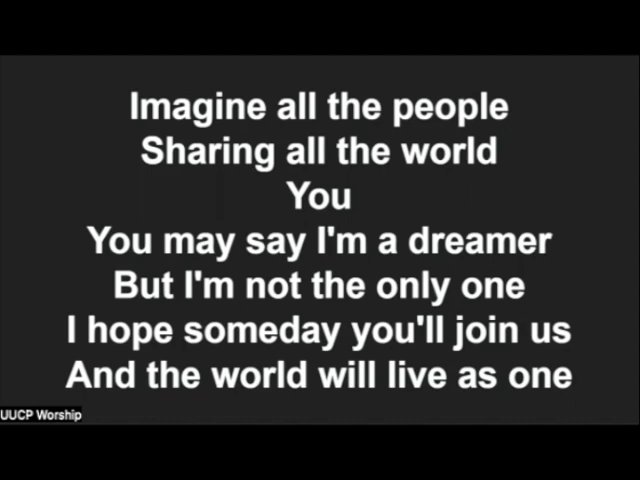 Imagine all the people
Sharing all the world
You
You may say I'm a dreamer
But I'm not the only one
I hope someday you'll join us
And the world will live as one
UUCP Worship